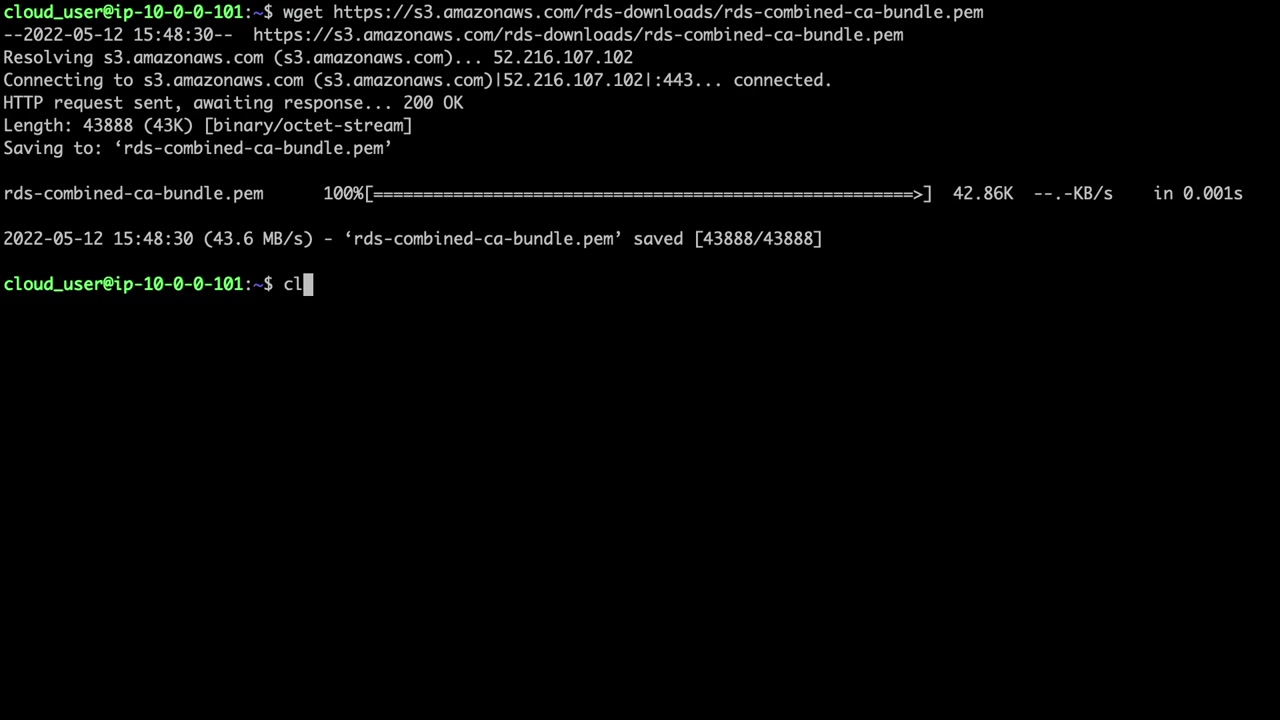 cloud_user@ip-10-0-0-101:~$ wget https://s3.amazonaws.com/rds-downloads/rds-combined-ca-bundle.pem
--2022-05-12 15:48:30--  https://s3.amazonaws.com/rds-downloads/rds-combined-ca-bundle.pem
Resolving s3.amazonaws.com (s3.amazonaws.com)... 52.216.107.102
Connecting to s3.amazonaws.com (s3.amazonaws.com)|52.216.107.102|:443... connected.
HTTP request sent, awaiting response... 200 OK
Length: 43888 (43K) [binary/octet-stream]
Saving to: ‘rds-combined-ca-bundle.pem’
rds-combined-ca-bundle.pem      100%[======================================================>]  42.86K  --.-KB/s    in 0.001s
2022-05-12 15:48:30 (43.6 MB/s) - ‘rds-combined-ca-bundle.pem’ saved [43888/43888]
cloud_user@ip-10-0-0-101:~$ cl